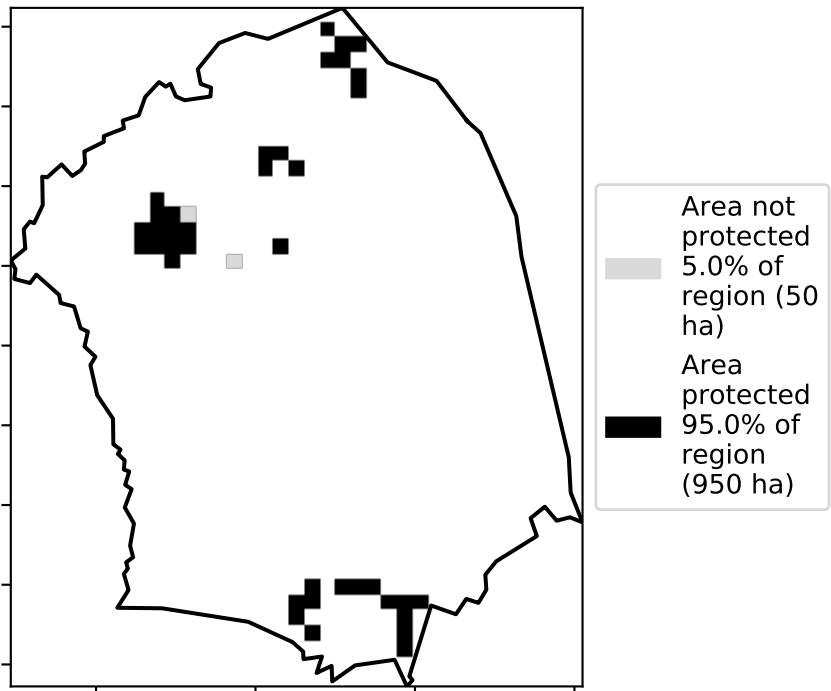 Area not
protected
5.0% of
region (50
ha)
Area
protected
95.0% of
region
(950 ha)